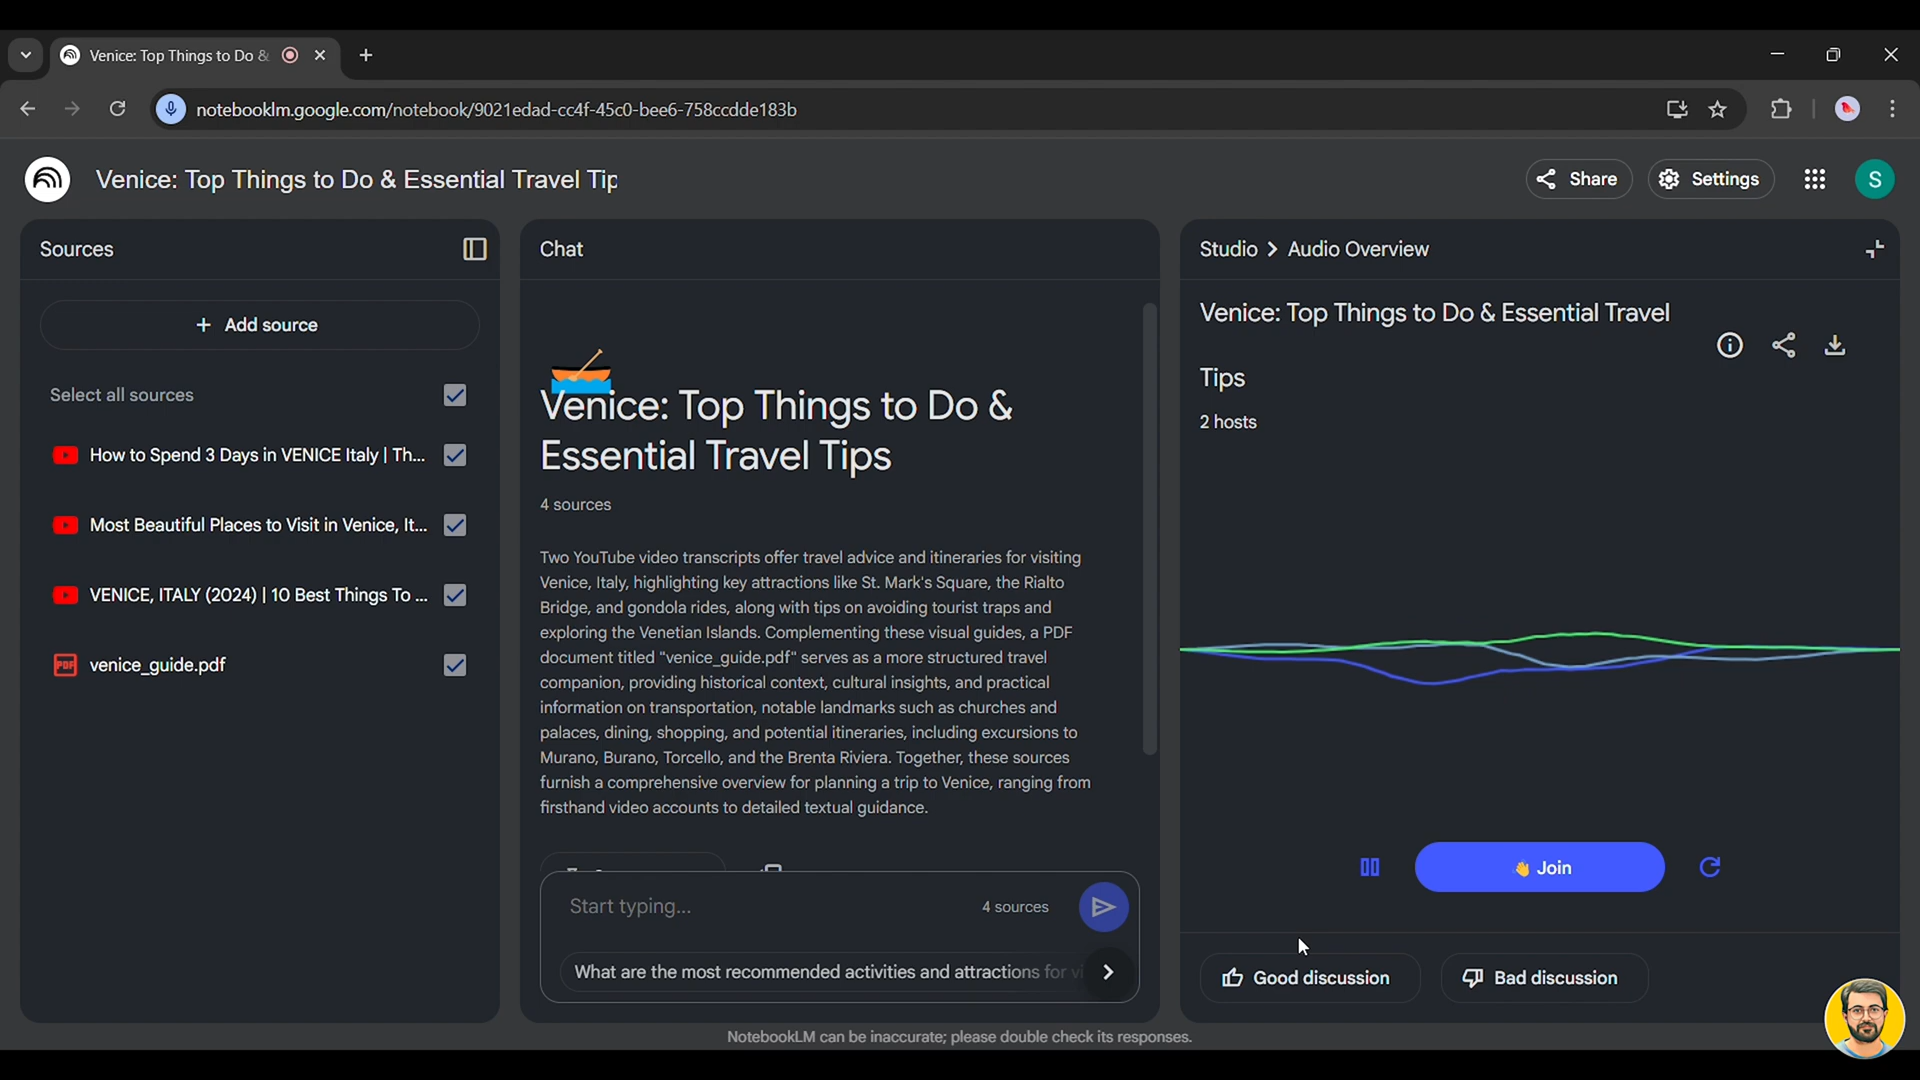 Venice: Top Things to Do &
notebooklm.google.com/notebook/9021edad-cc4f-45c0-bee6-758ccdde183b
Venice: Top Things to Do & Essential Travel Tip
Share
Settings
S
Sources
Add source
Select all sources
How to Spend 3 Days in VENICE Italy | Th...
Most Beautiful Places to Visit in Venice, It...
VENICE, ITALY (2024) | 10 Best Things To ...
PDF venice_guide.pdf
Chat
Venice: Top Things to Do &
Essential Travel Tips
4 sources
Two YouTube video transcripts offer travel advice and itineraries for visiting
Venice, Italy, highlighting key attractions like St. Mark's Square, the Rialto
Bridge, and gondola rides, along with tips on avoiding tourist traps and
exploring the Venetian Islands. Complementing these visual guides, a PDF
document titled "venice_guide.pdf" serves as a more structured travel
companion, providing historical context, cultural insights, and practical
information on transportation, notable landmarks such as churches and
palaces, dining, shopping, and potential itineraries, including excursions to
Murano, Burano, Torcello, and the Brenta Riviera. Together, these sources
furnish a comprehensive overview for planning a trip to Venice, ranging from
firsthand video accounts to detailed textual guidance.
Start typing...
4 sources
What are the most recommended activities and attractions for vi
Studio > Audio Overview
Venice: Top Things to Do & Essential Travel
Tips
2 hosts
Join
Good discussion
Bad discussion
NotebookLM can be inaccurate; please double check its responses.